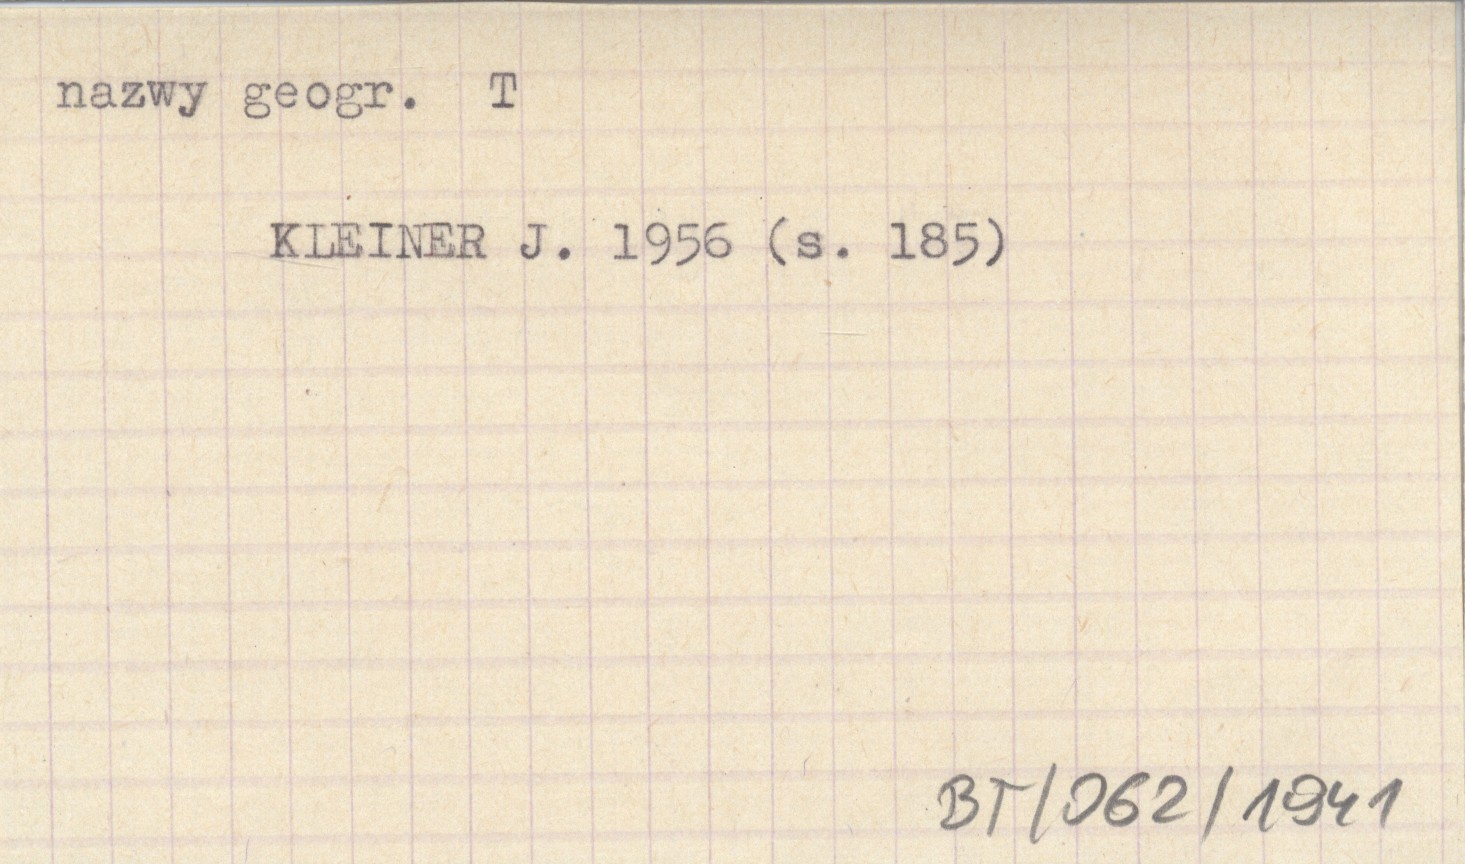 nazwy geogr. T
KLEINER J. 1956 (s. 185)
BT/062/1941